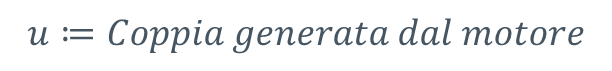 u ≔ Coppia generata dal motore